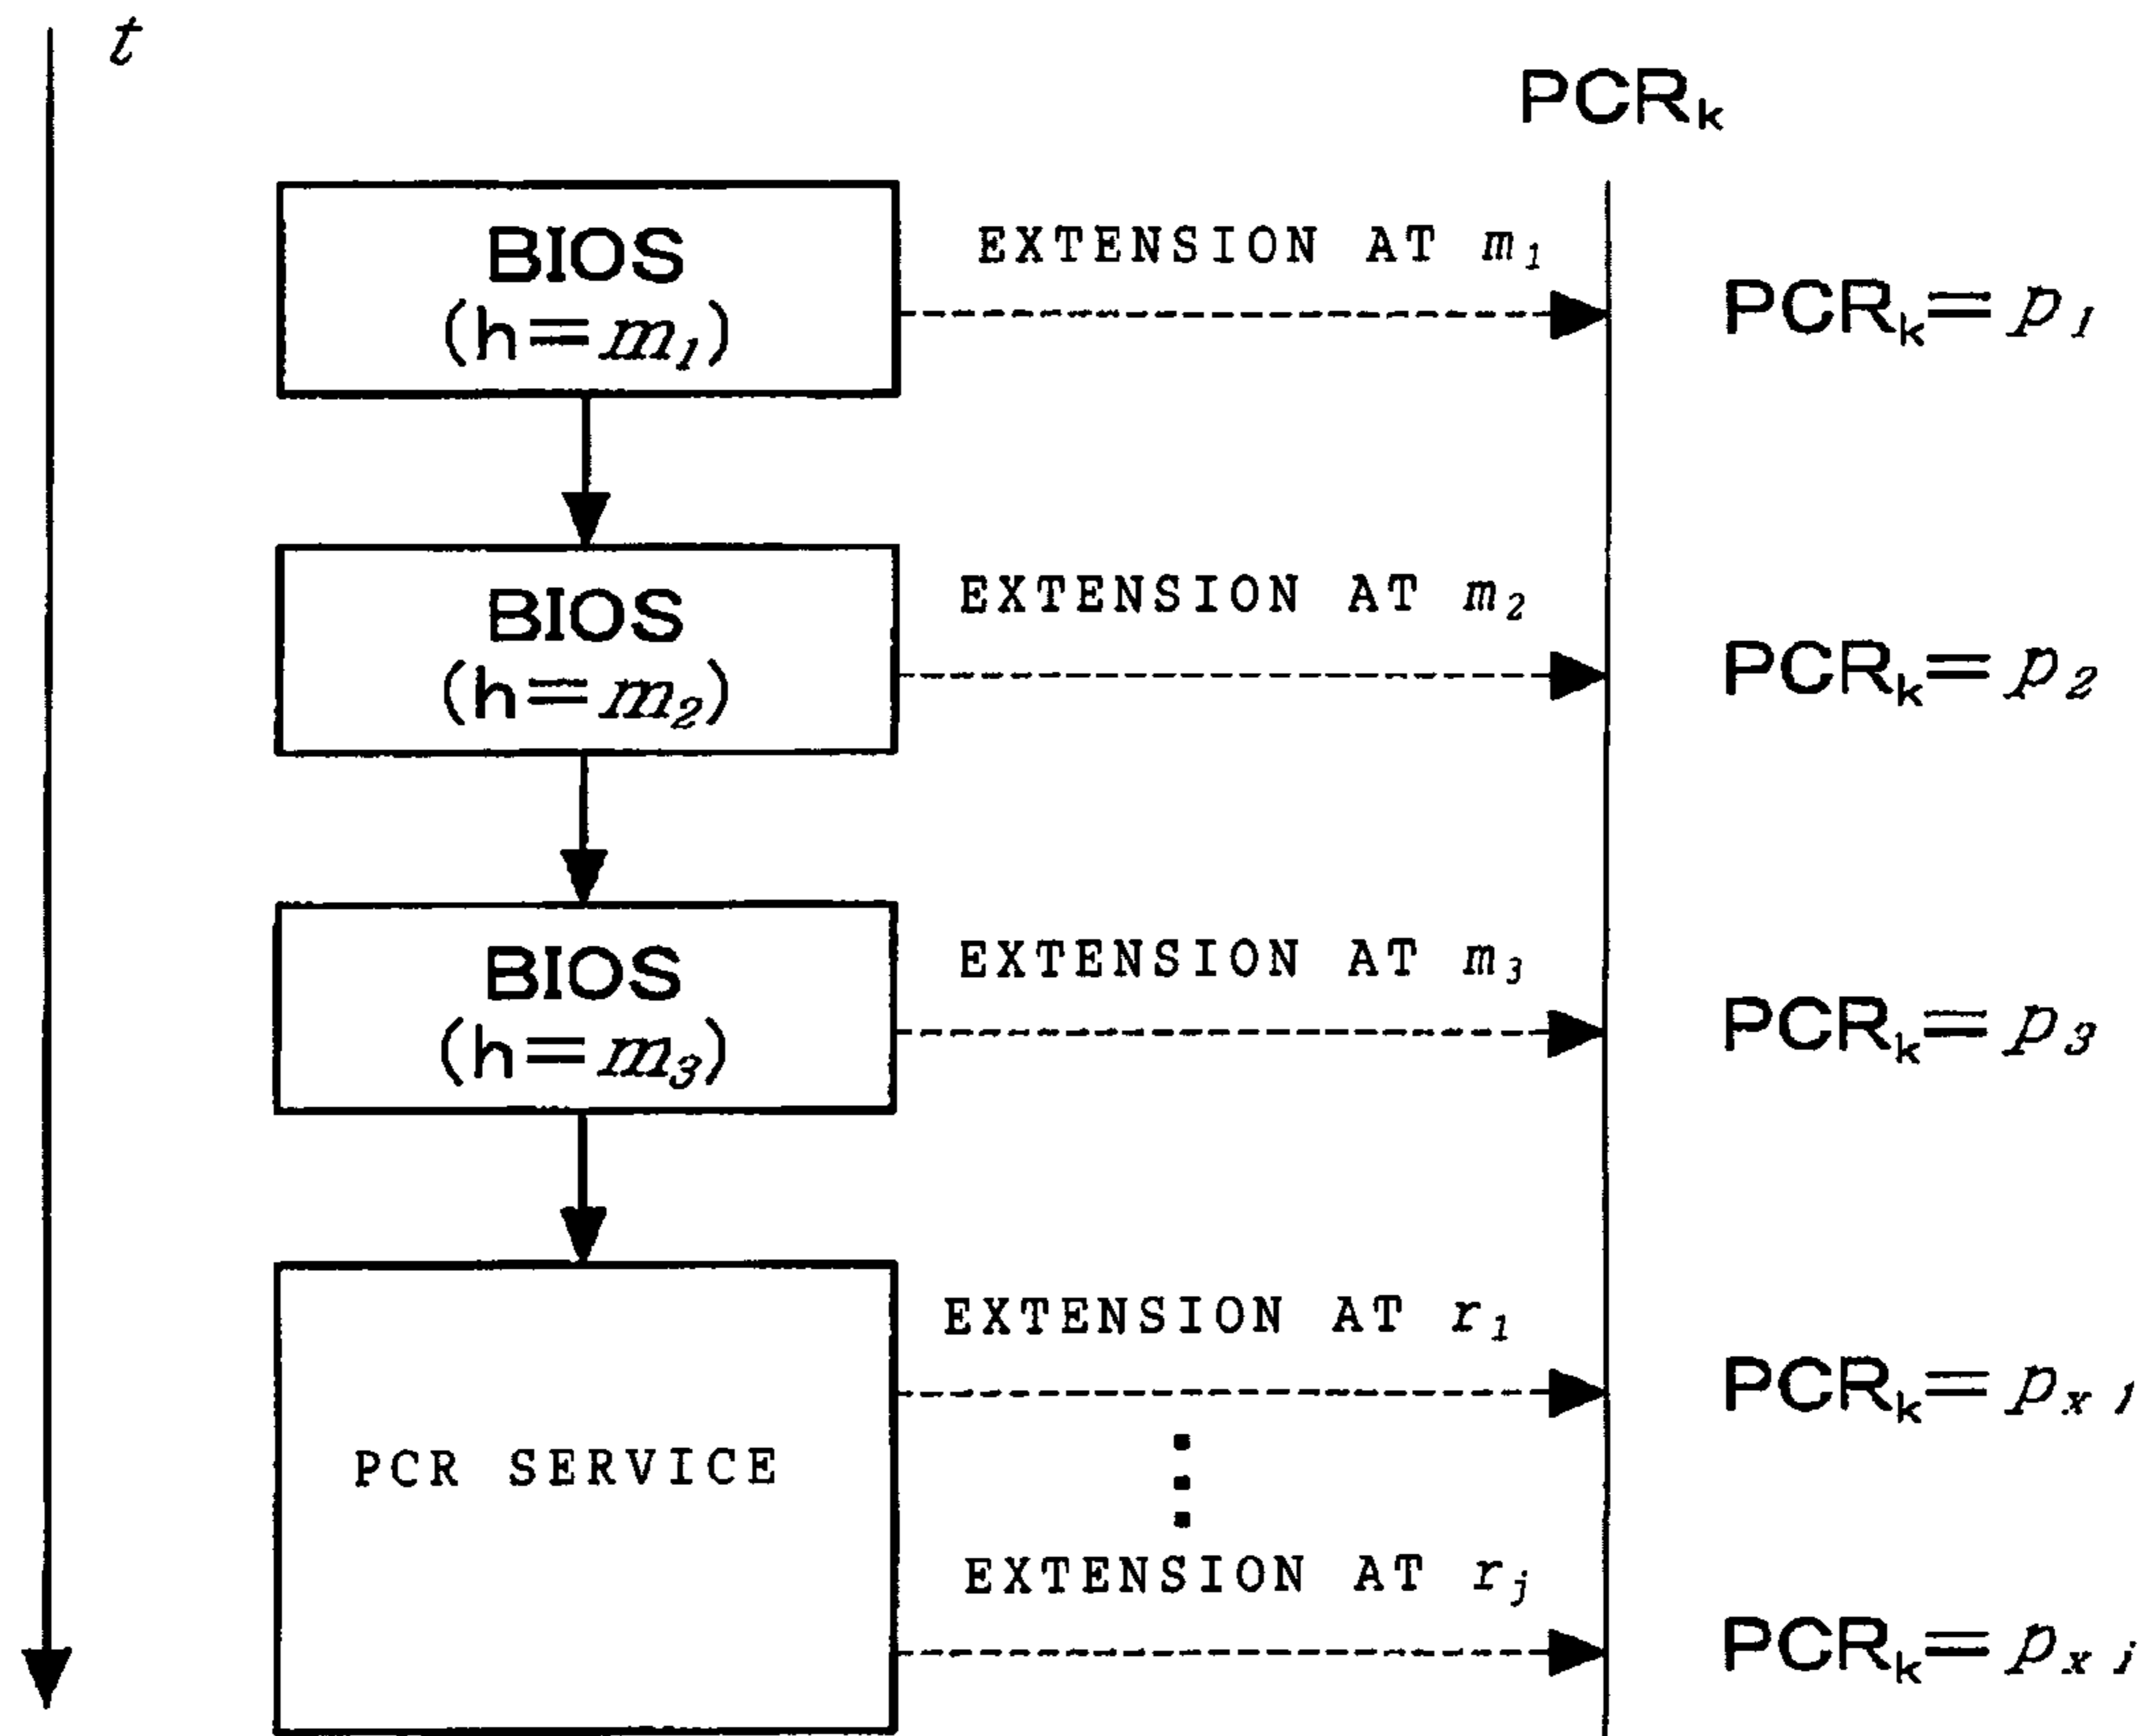 t
PCRk
BIOS
(h=m1)
EXTENSION AT m1
PCRk=p1
BIOS
(h=m2)
EXTENSION AT m2
PCRk=p2
BIOS
(h=m3)
EXTENSION AT m3
PCRk=p3
PCR SERVICE
EXTENSION AT r1
PCRk=px1
EXTENSION AT rj
PCRk=pxj